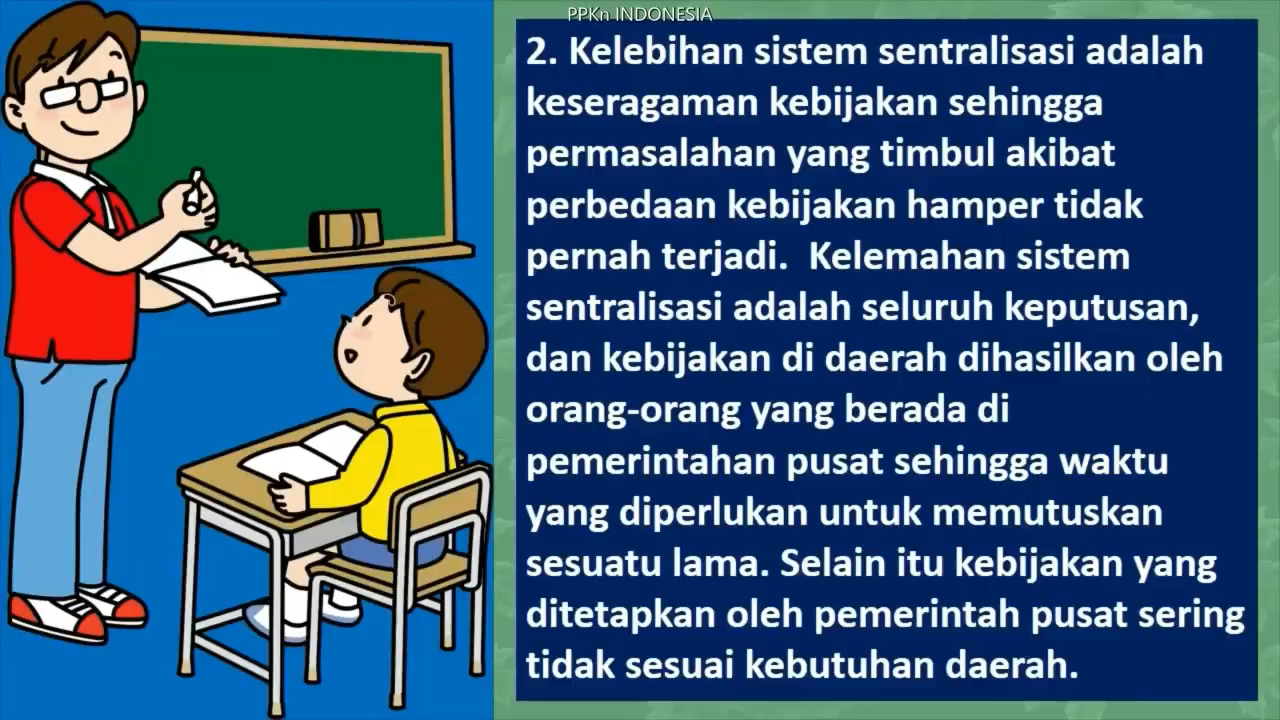 PPKn INDONESIA
2. Kelebihan sistem sentralisasi adalah
keseragaman kebijakan sehingga
permasalahan yang timbul akibat
perbedaan kebijakan hamper tidak
pernah terjadi.  Kelemahan sistem
sentralisasi adalah seluruh keputusan,
dan kebijakan di daerah dihasilkan oleh
orang-orang yang berada di
pemerintahan pusat sehingga waktu
yang diperlukan untuk memutuskan
sesuatu lama. Selain itu kebijakan yang
ditetapkan oleh pemerintah pusat sering
tidak sesuai kebutuhan daerah.